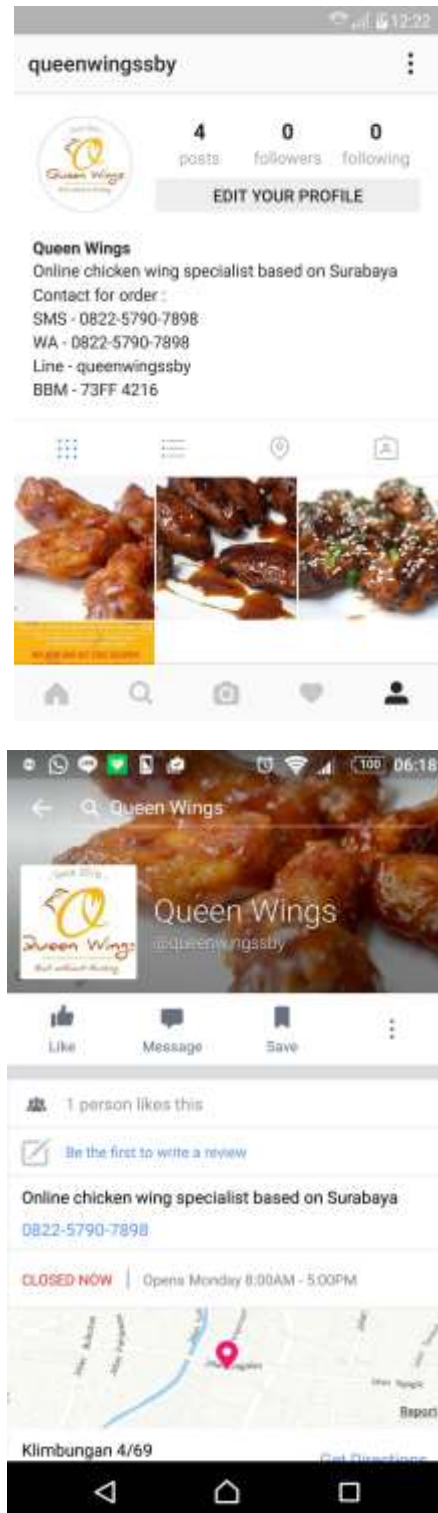 12:22
queenwingssby
4 0 0
posts followers following
EDIT YOUR PROFILE
Queen Wings
Queen Wings
Online chicken wing specialist based on Surabaya
Contact for order :
SMS - 0822-5790-7898
WA - 0822-5790-7898
Line - queenwingssby
BBM - 73FF 4216
100 06:18
Queen Wings
Since
Queen Wings
Queen Wings
@queenwingssby
Like Message Save
1 person likes this
Be the first to write a review
Online chicken wing specialist based on Surabaya
0822-5790-7898
CLOSED NOW Opens Monday 8:00AM - 5:00PM
Report
Klimbungan 4/69
Get Directions